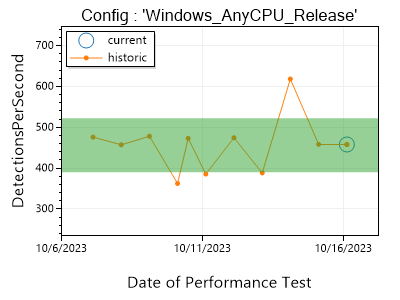 Config : 'Windows_AnyCPU_Release'
current
historic
DetectionsPerSecond
700
600
500
400
300
10/6/2023
10/11/2023
10/16/2023
Date of Performance Test